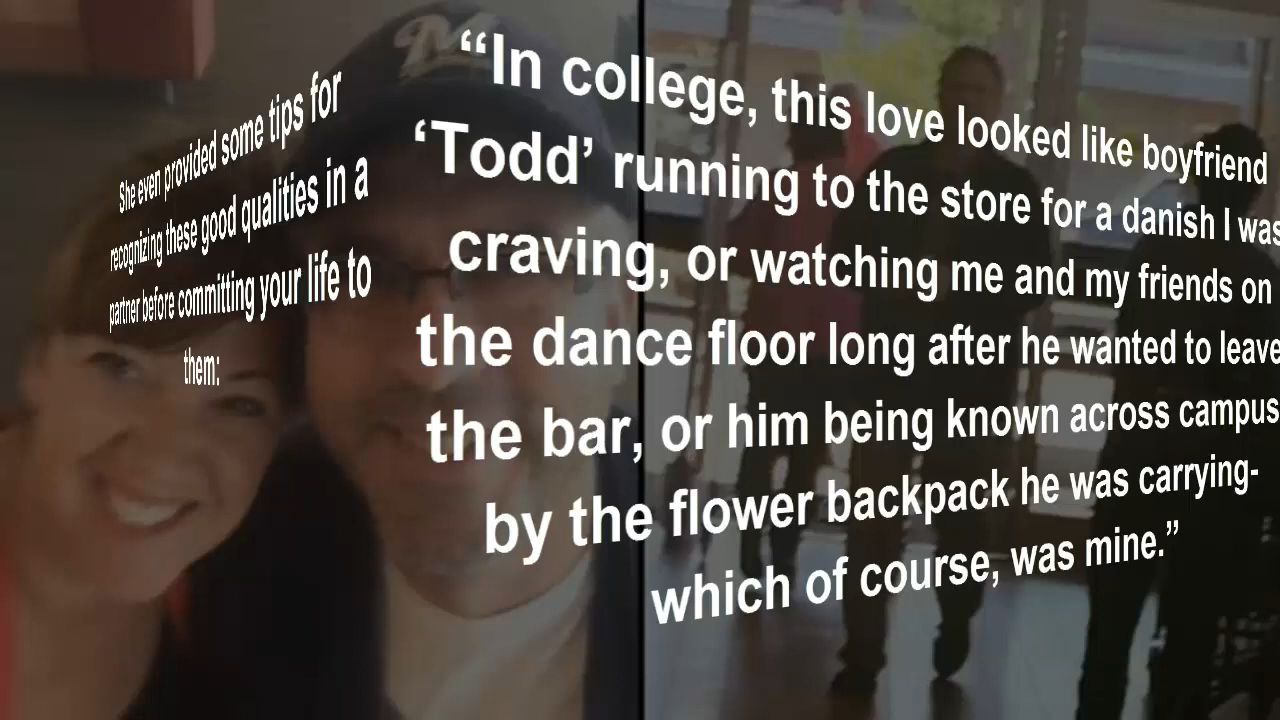 She even provided some tips for
recognizing these good qualities in a
partner before committing your life to
them:
“In college, this love looked like boyfriend
‘Todd’ running to the store for a danish I was
craving, or watching me and my friends on
the dance floor long after he wanted to leave
the bar, or him being known across campus
by the flower backpack he was carrying-
which of course, was mine.”